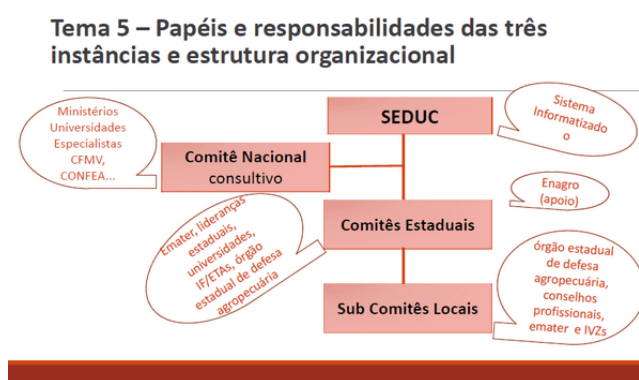 Tema 5 – Papéis e responsabilidades das três
instâncias e estrutura organizacional
Ministérios
Universidades
Especialistas
CFMV,
CONFEA...
SEDUC
Sistema
Informatizad
o
Comitê Nacional
consultivo
Enagro
(apoio)
Emater, lideranças
estaduais,
universidades,
IF/ETAs, órgão
estadual de defesa
agropecuária
Comitês Estaduais
órgão estadual
de defesa
agropecuária,
conselhos
profissionais,
emater e IVZs
Sub Comitês Locais